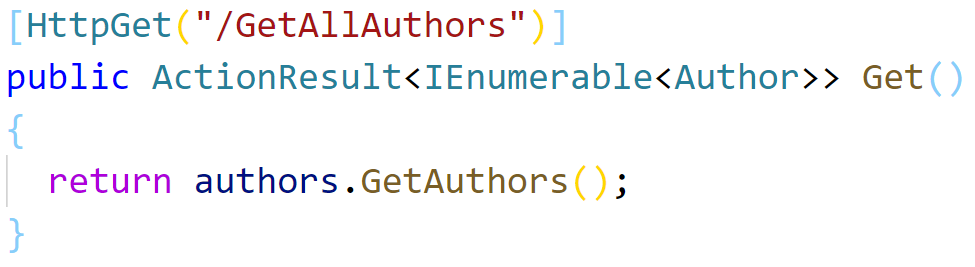 [HttpGet("/GetAllAuthors")]
public ActionResult<IEnumerable<Author>> Get()
{
  return authors.GetAuthors();
}